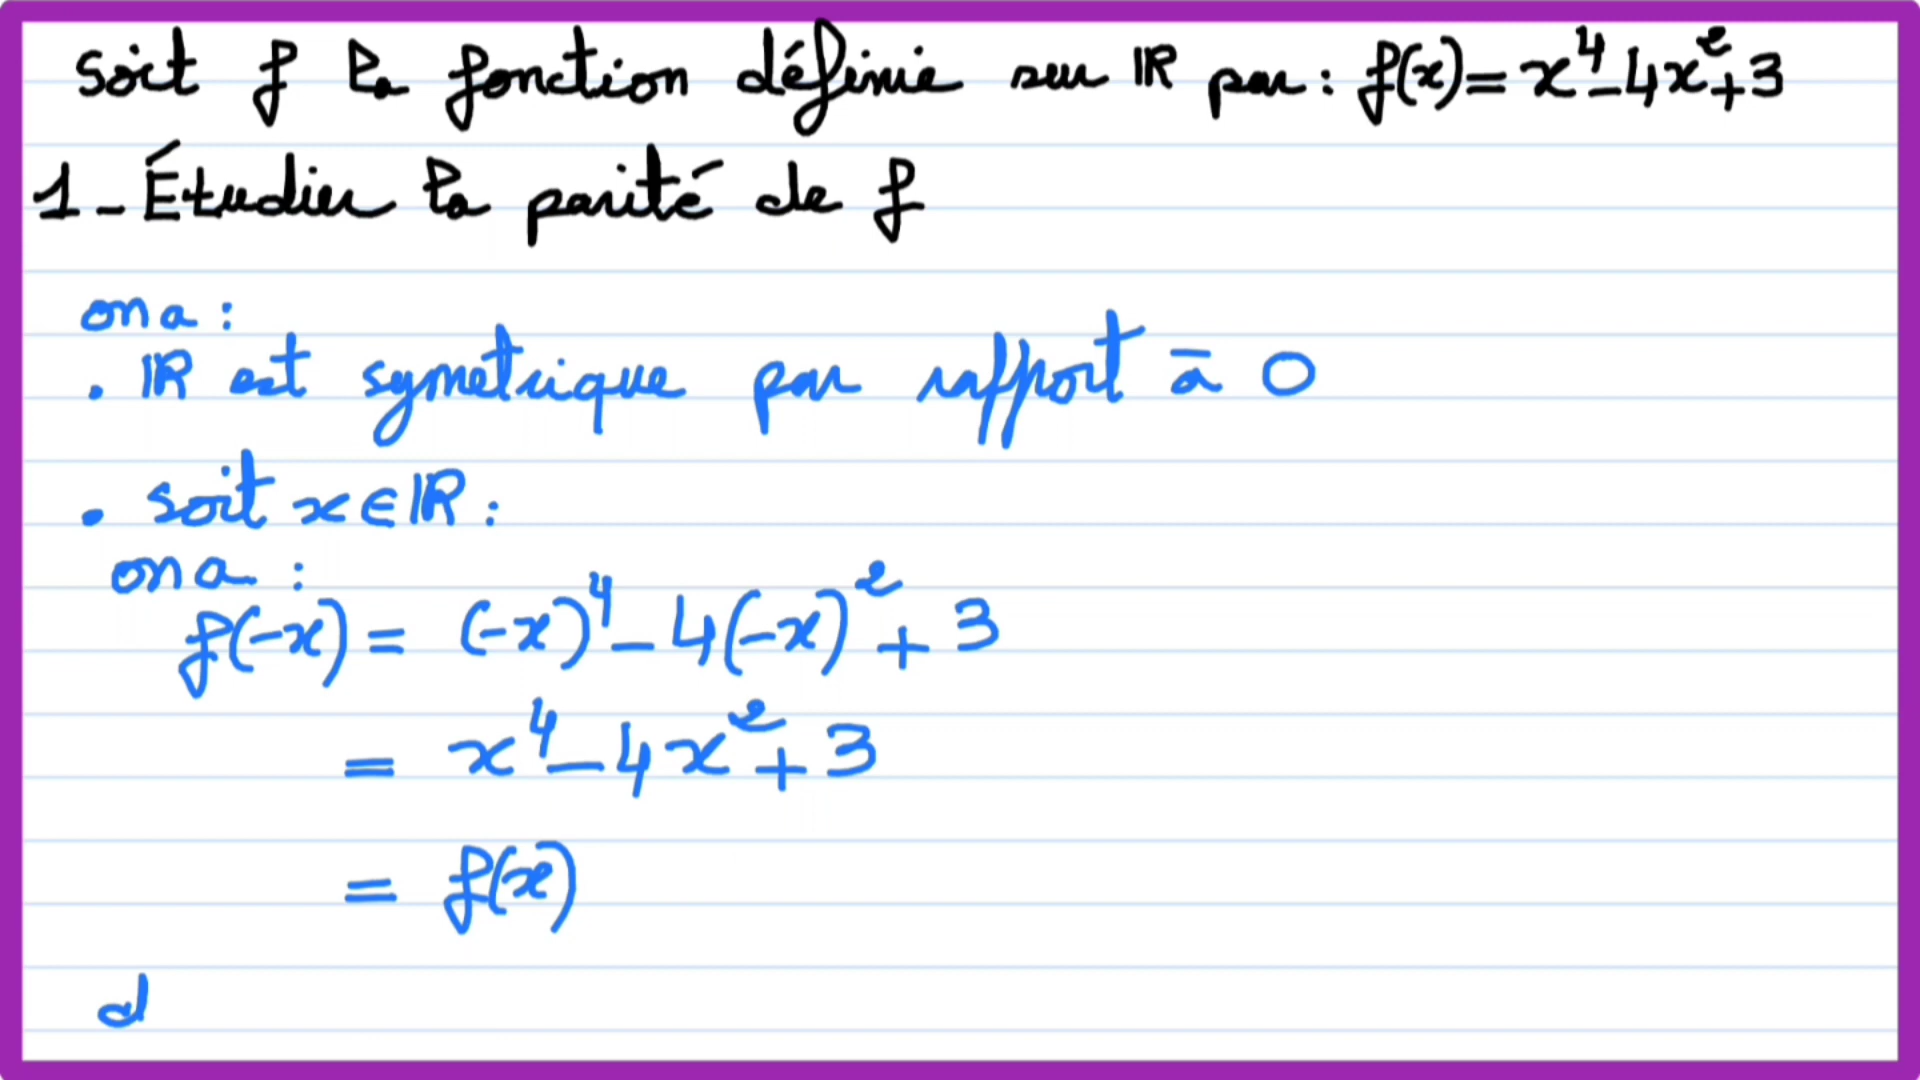 Soit f la fonction définie sur ℝ par : f(x) = x⁴ - 4x² + 3
1 - Étudier la parité de f
on a :
. ℝ est symetrique par rapport à 0
. soit x ∈ ℝ :
on a :
f(-x) = (-x)⁴ - 4(-x)² + 3
= x⁴ - 4x² + 3
= f(x)
d